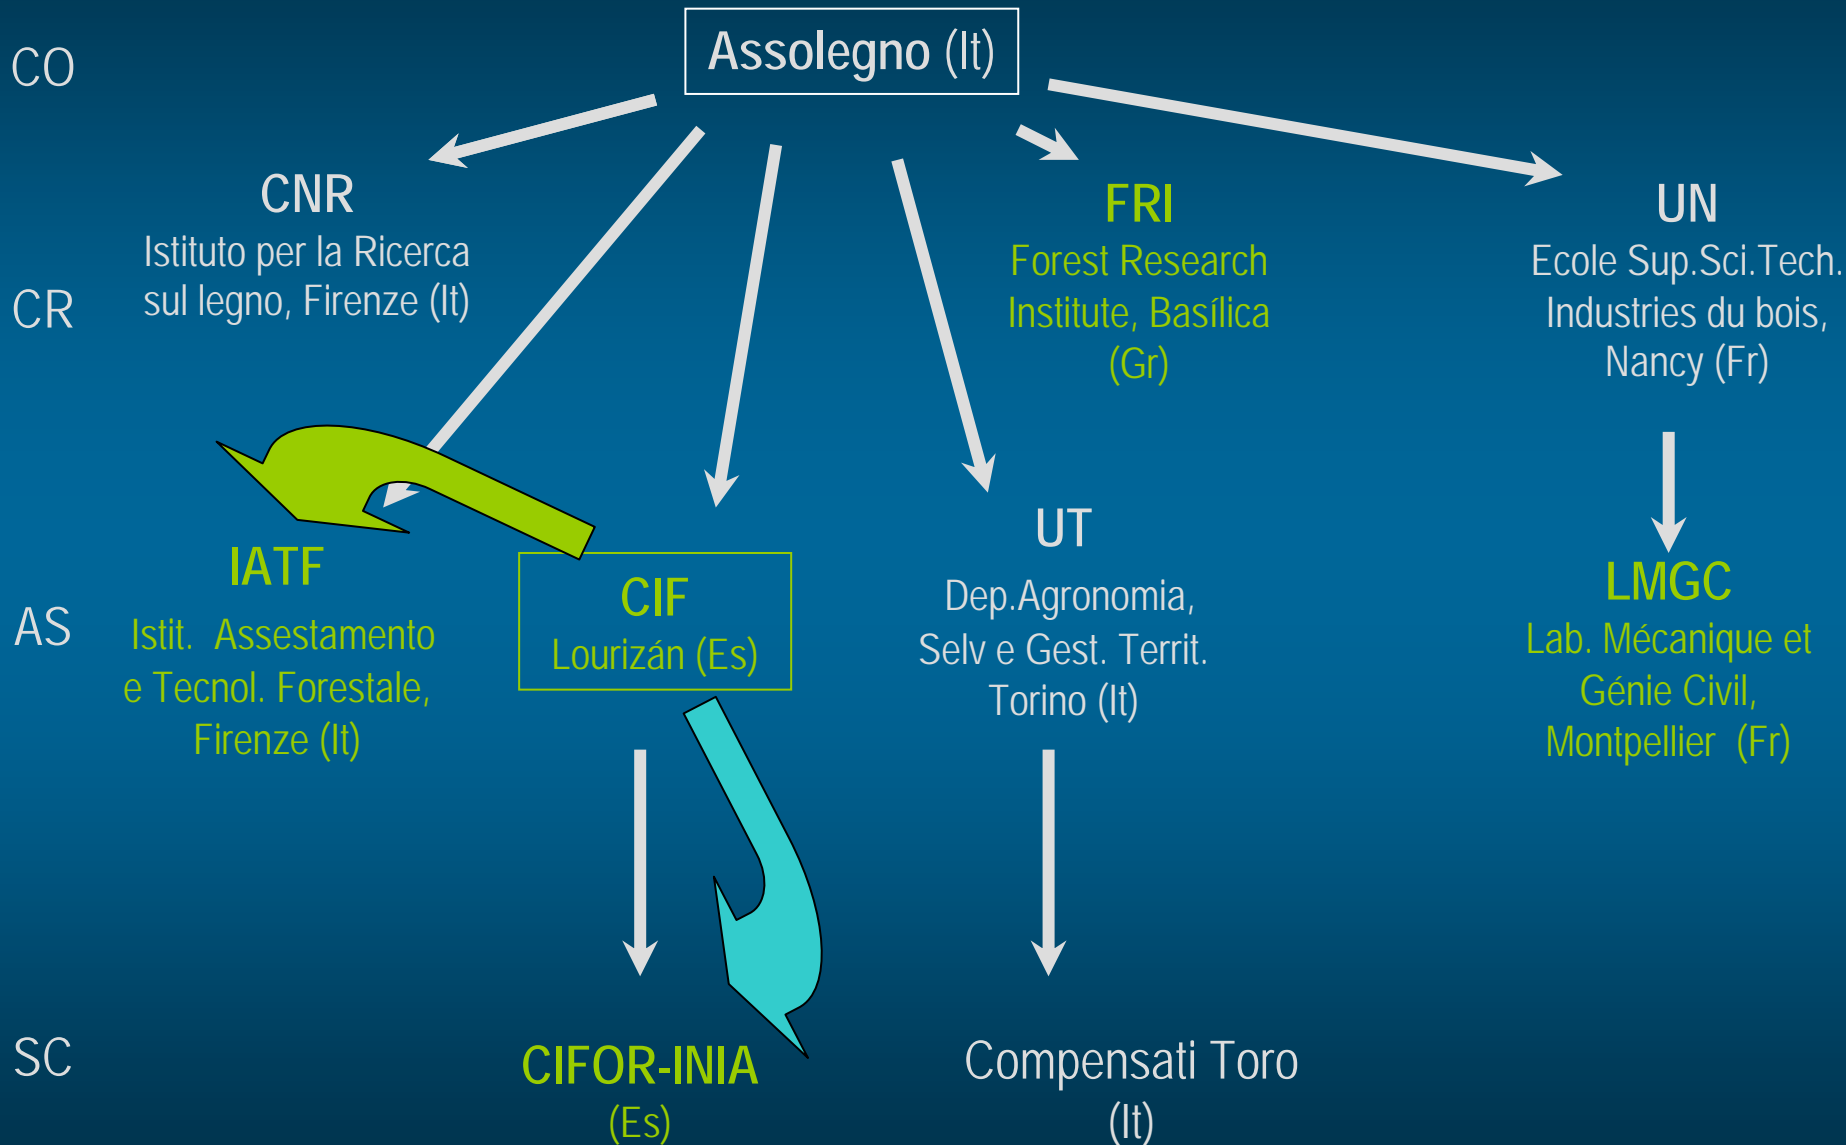 CO
Assolegno (It)
CR
CNR
Istituto per la Ricerca
sul legno, Firenze (It)
FRI
Forest Research
Institute, Basílica
(Gr)
UN
Ecole Sup.Sci.Tech.
Industries du bois,
Nancy (Fr)
AS
IATF
Istit. Assestamento
e Tecnol. Forestale,
Firenze (It)
CIF
Lourizán (Es)
UT
Dep.Agronomia,
Selv e Gest. Territ.
Torino (It)
LMGC
Lab. Mécanique et
Génie Civil,
Montpellier (Fr)
SC
CIFOR-INIA
(Es)
Compensati Toro
(It)